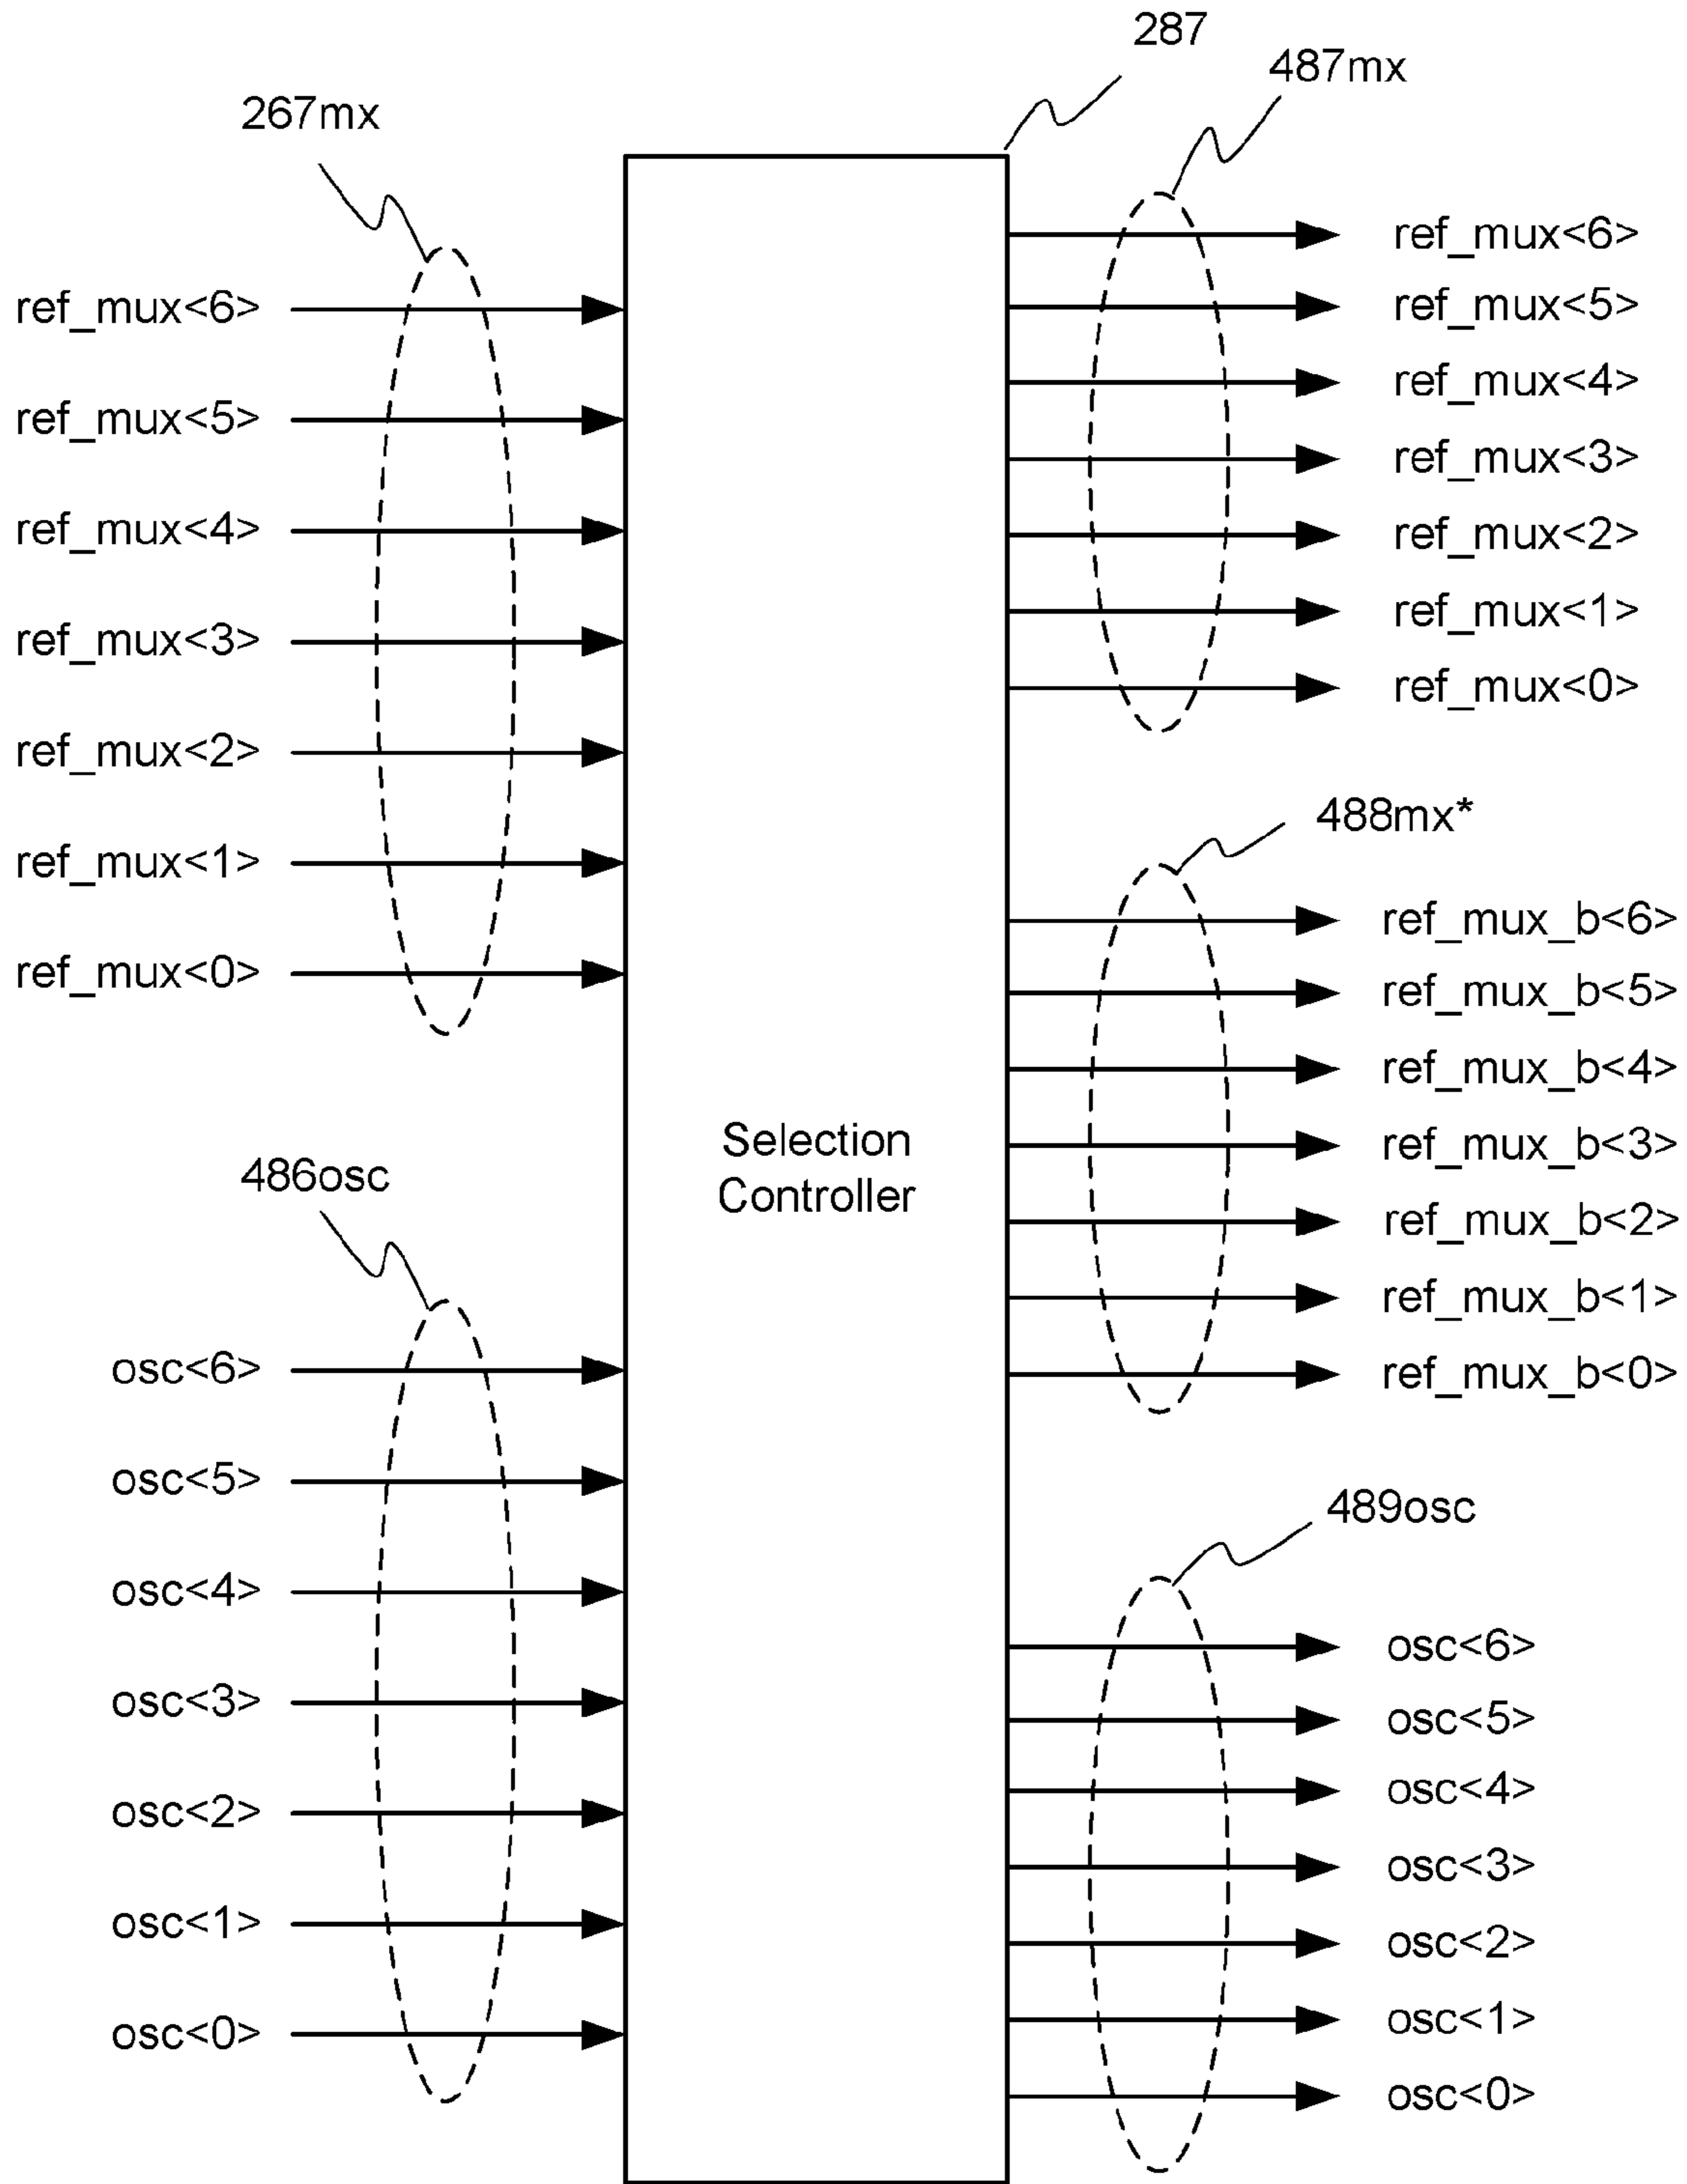 287
487mx
267mx
ref_mux<6>
ref_mux<5>
ref_mux<4>
ref_mux<3>
ref_mux<2>
ref_mux<1>
ref_mux<0>
486osc
osc<6>
osc<5>
osc<4>
osc<3>
osc<2>
osc<1>
osc<0>
Selection
Controller
ref_mux<6>
ref_mux<5>
ref_mux<4>
ref_mux<3>
ref_mux<2>
ref_mux<1>
ref_mux<0>
488mx*
ref_mux_b<6>
ref_mux_b<5>
ref_mux_b<4>
ref_mux_b<3>
ref_mux_b<2>
ref_mux_b<1>
ref_mux_b<0>
489osc
osc<6>
osc<5>
osc<4>
osc<3>
osc<2>
osc<1>
osc<0>